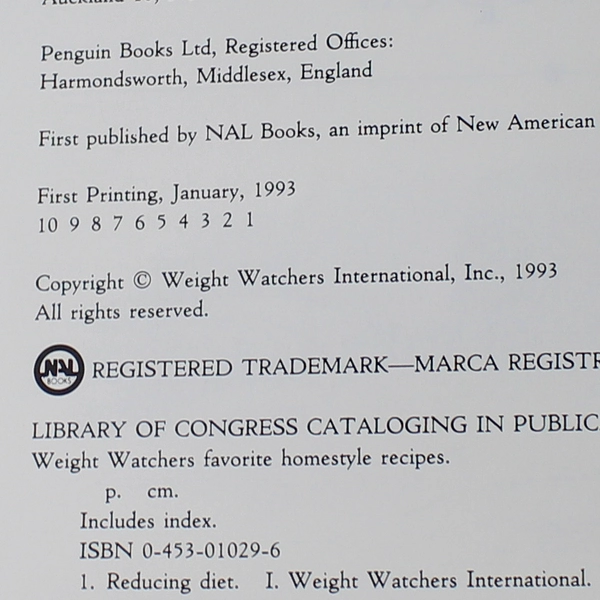 Penguin Books Ltd, Registered Offices:
Harmondsworth, Middlesex, England
First published by NAL Books, an imprint of New American
First Printing, January, 1993
10 9 8 7 6 5 4 3 2 1
Copyright © Weight Watchers International, Inc., 1993
All rights reserved.
NAL BOOKS REGISTERED TRADEMARK—MARCA REGISTR
LIBRARY OF CONGRESS CATALOGING IN PUBLIC
Weight Watchers favorite homestyle recipes.
p. cm.
Includes index.
ISBN 0-453-01029-6
1. Reducing diet. I. Weight Watchers International.